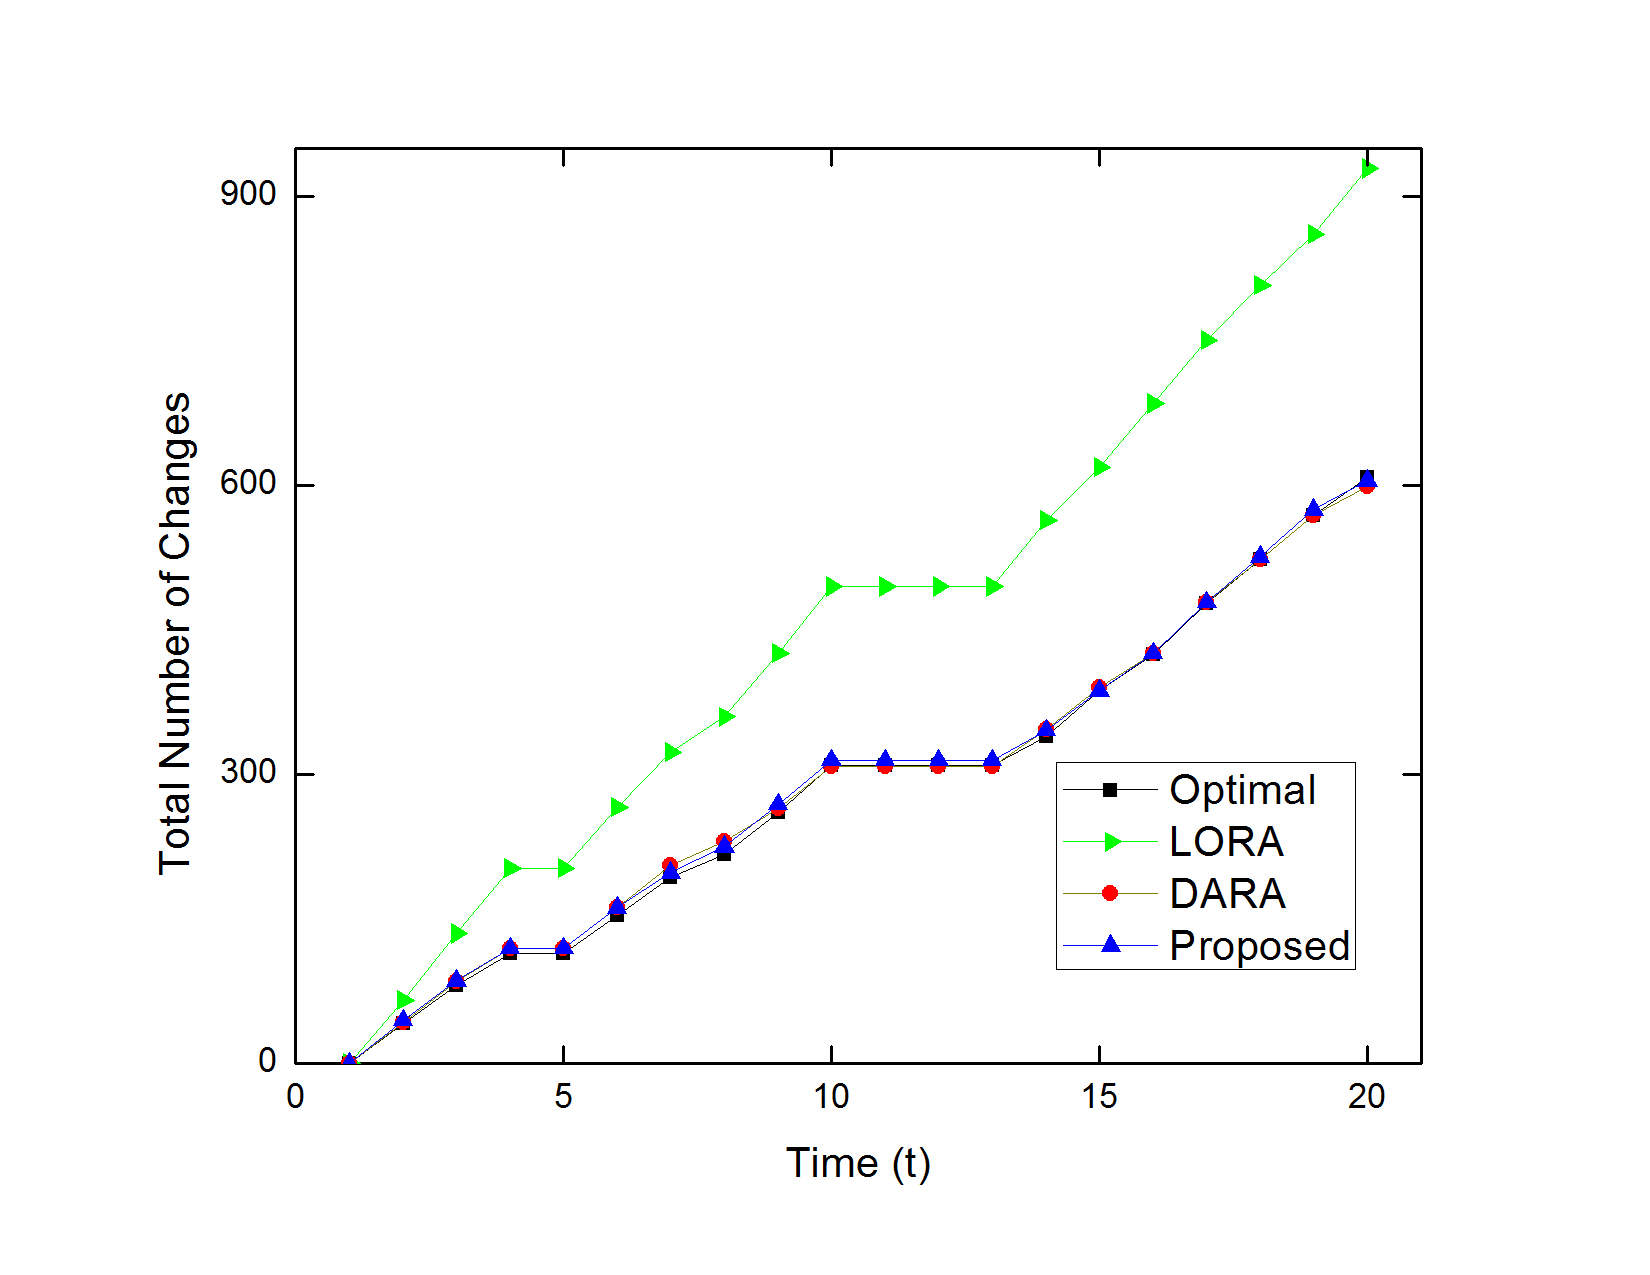 900
600
300
0
Total Number of Changes
Optimal
LORA
DARA
Proposed
0 5 10 15 20
Time (t)